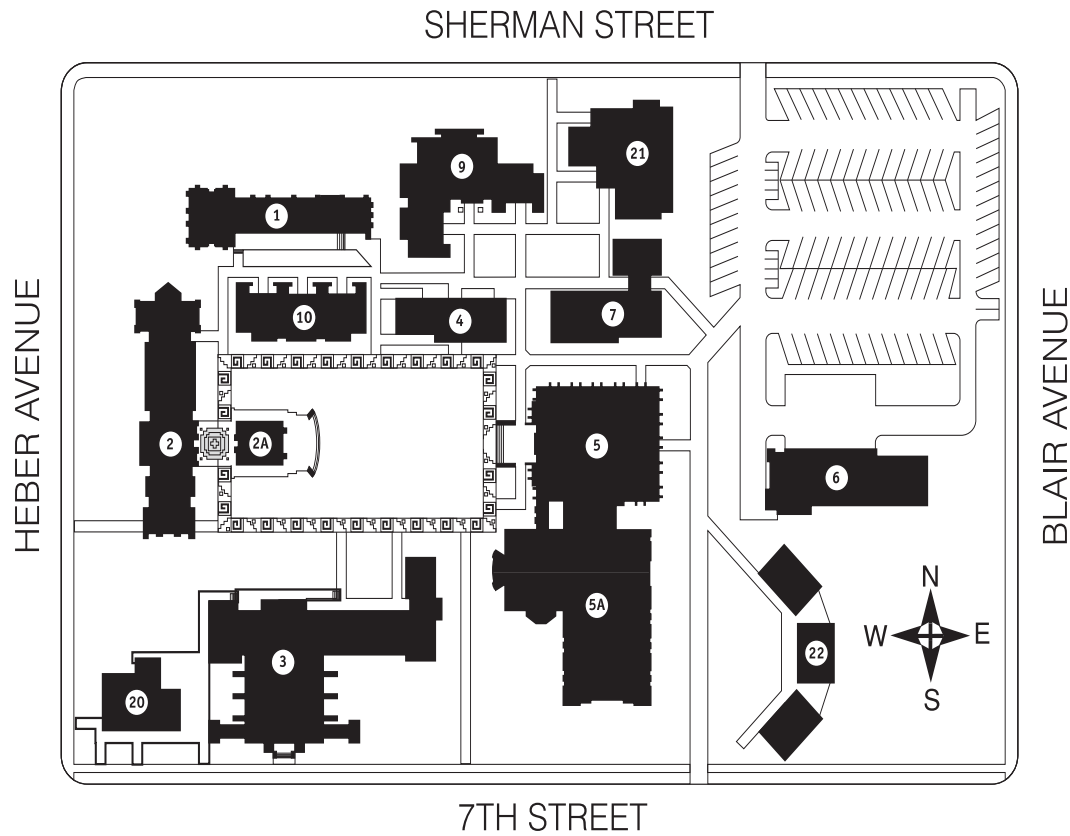 SHERMAN STREET
21
9
1
HEBER AVENUE
BLAIR AVENUE
10
4
7
2
2A
5
6
N
W
E
S
5A
22
3
20
7TH STREET